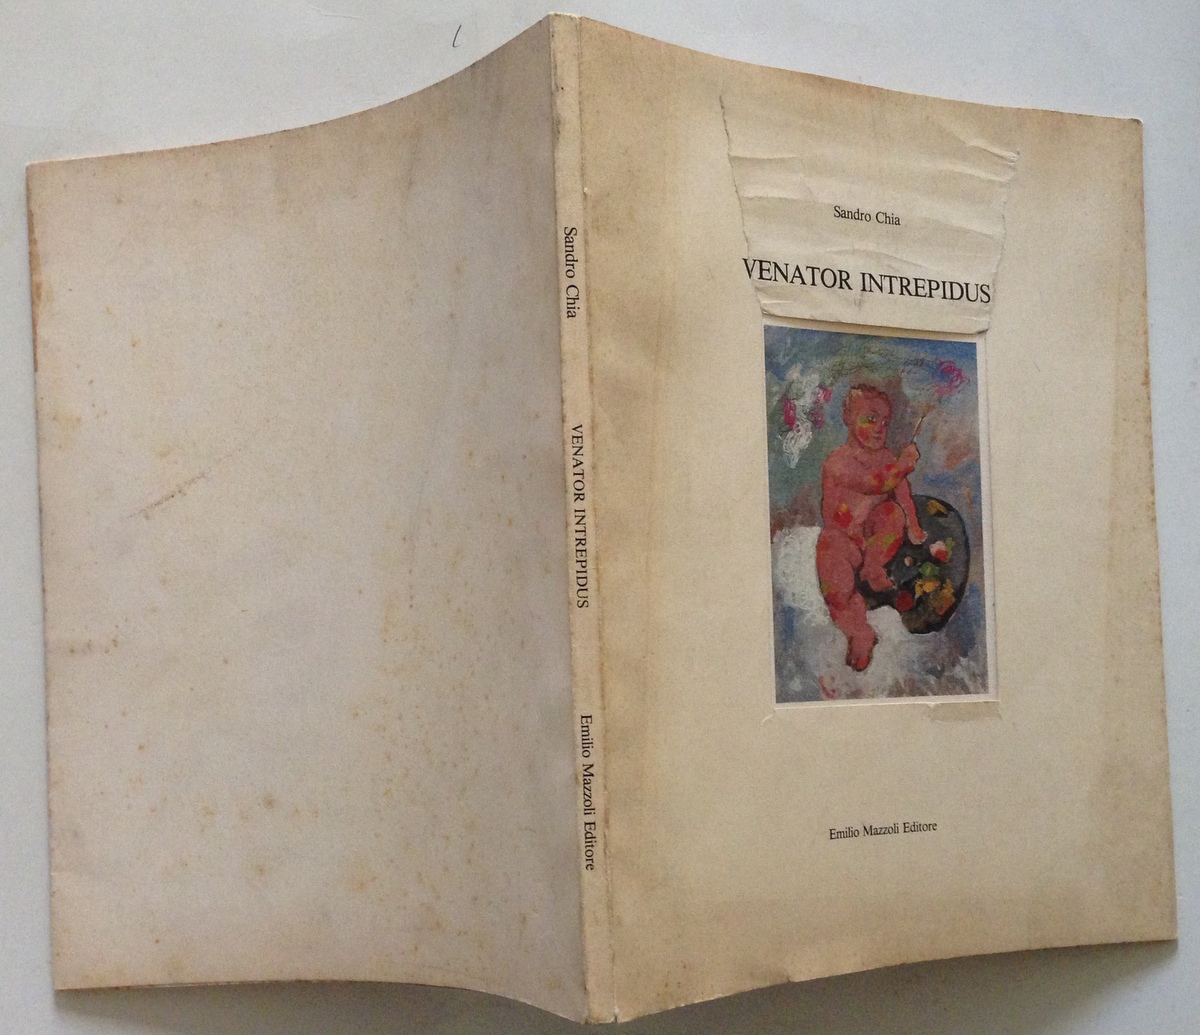 Sandro Chia
VENATOR INTREPIDUS
Emilio Mazzoli Editore
Sandro Chia
VENATOR INTREPIDUS
Emilio Mazzoli Editore